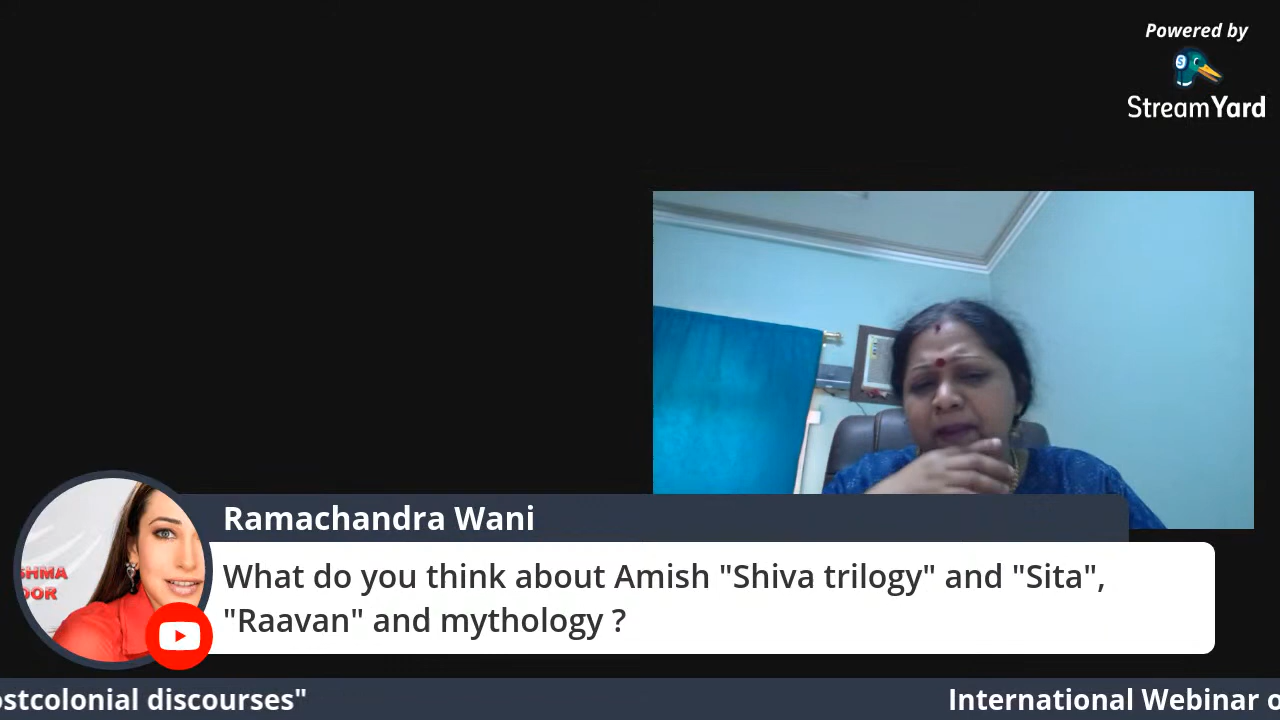 Powered by
StreamYard
Ramachandra Wani
What do you think about Amish "Shiva trilogy" and "Sita",
"Raavan" and mythology ?
discourses" International Webinar